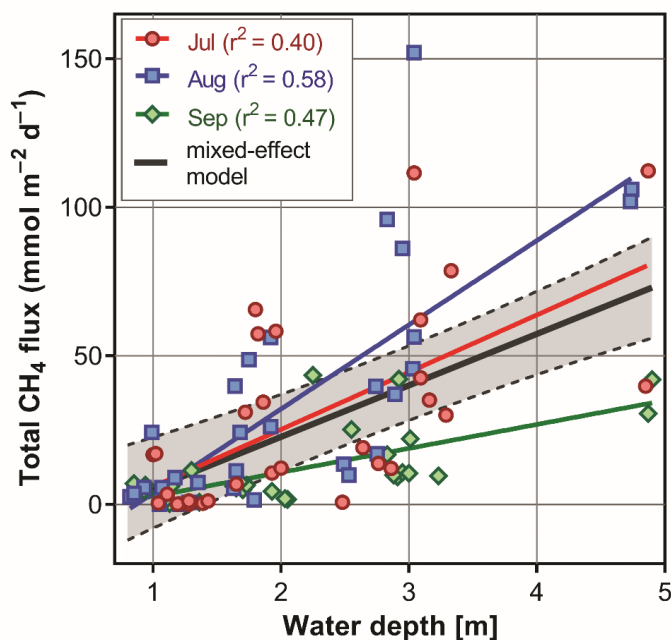 Jul (r² = 0.40)
Aug (r² = 0.58)
Sep (r² = 0.47)
mixed-effect
model
Total CH₄ flux (mmol m⁻² d⁻¹)
150
100
50
0
1
2
3
4
5
Water depth [m]